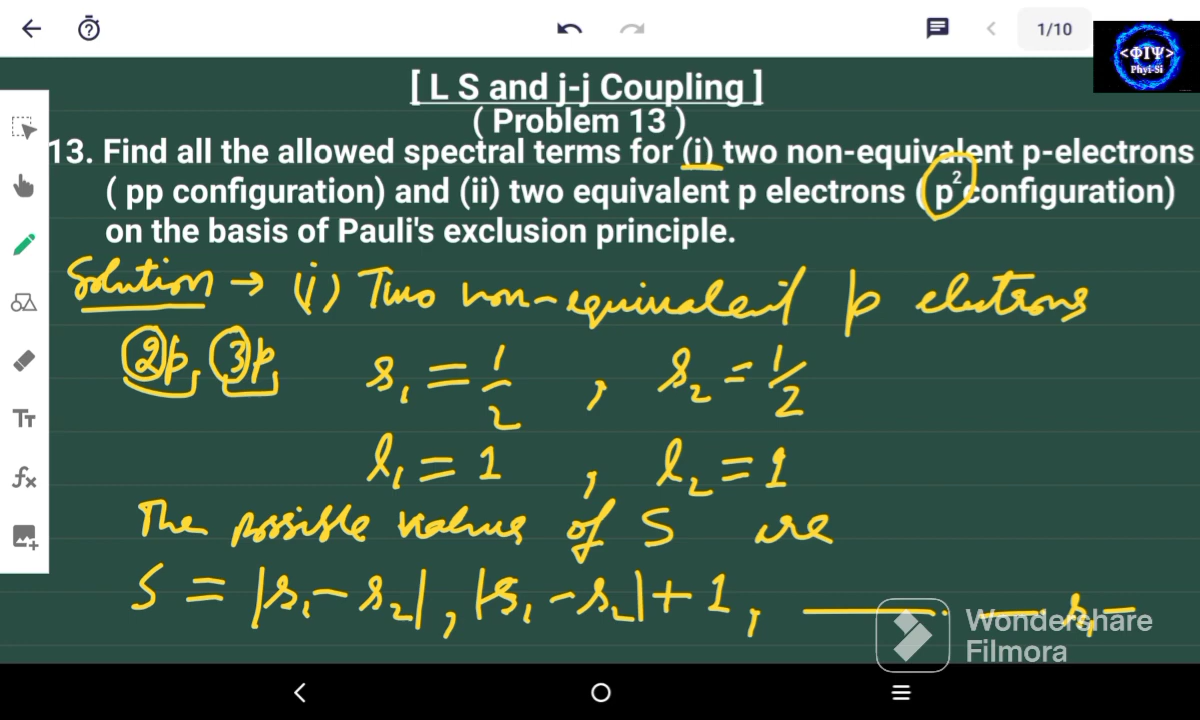 1/10
<ΦIΨ>
Phyi-Si
[ L S and j-j Coupling ]
( Problem 13 )
13. Find all the allowed spectral terms for (i) two non-equivalent p-electrons
( pp configuration) and (ii) two equivalent p electrons ( p² configuration)
on the basis of Pauli's exclusion principle.
Solution → (i) Two non-equivalent p electrons
2p, 3p, s₁ = 1/2 , s₂ = 1/2
l₁ = 1 , l₂ = 1
The possible values of S are
S = |s₁ - s₂|, |s₁ - s₂| + 1, ——. —. s₁ -
TT
fx
Wondershare
Filmora